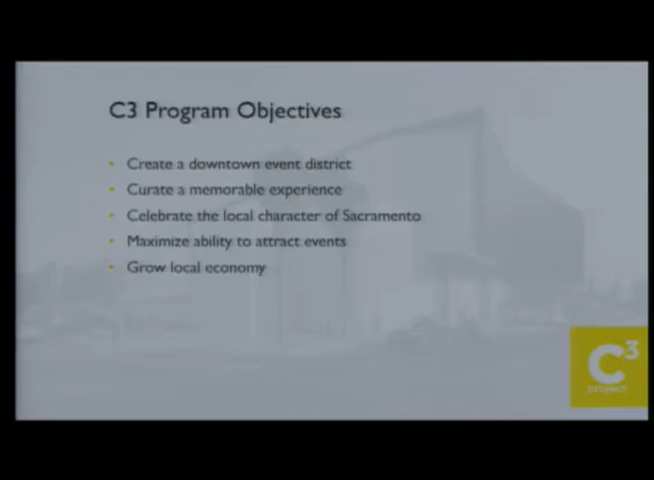 C3 Program Objectives
• Create a downtown event district
• Curate a memorable experience
• Celebrate the local character of Sacramento
• Maximize ability to attract events
• Grow local economy
C3
project